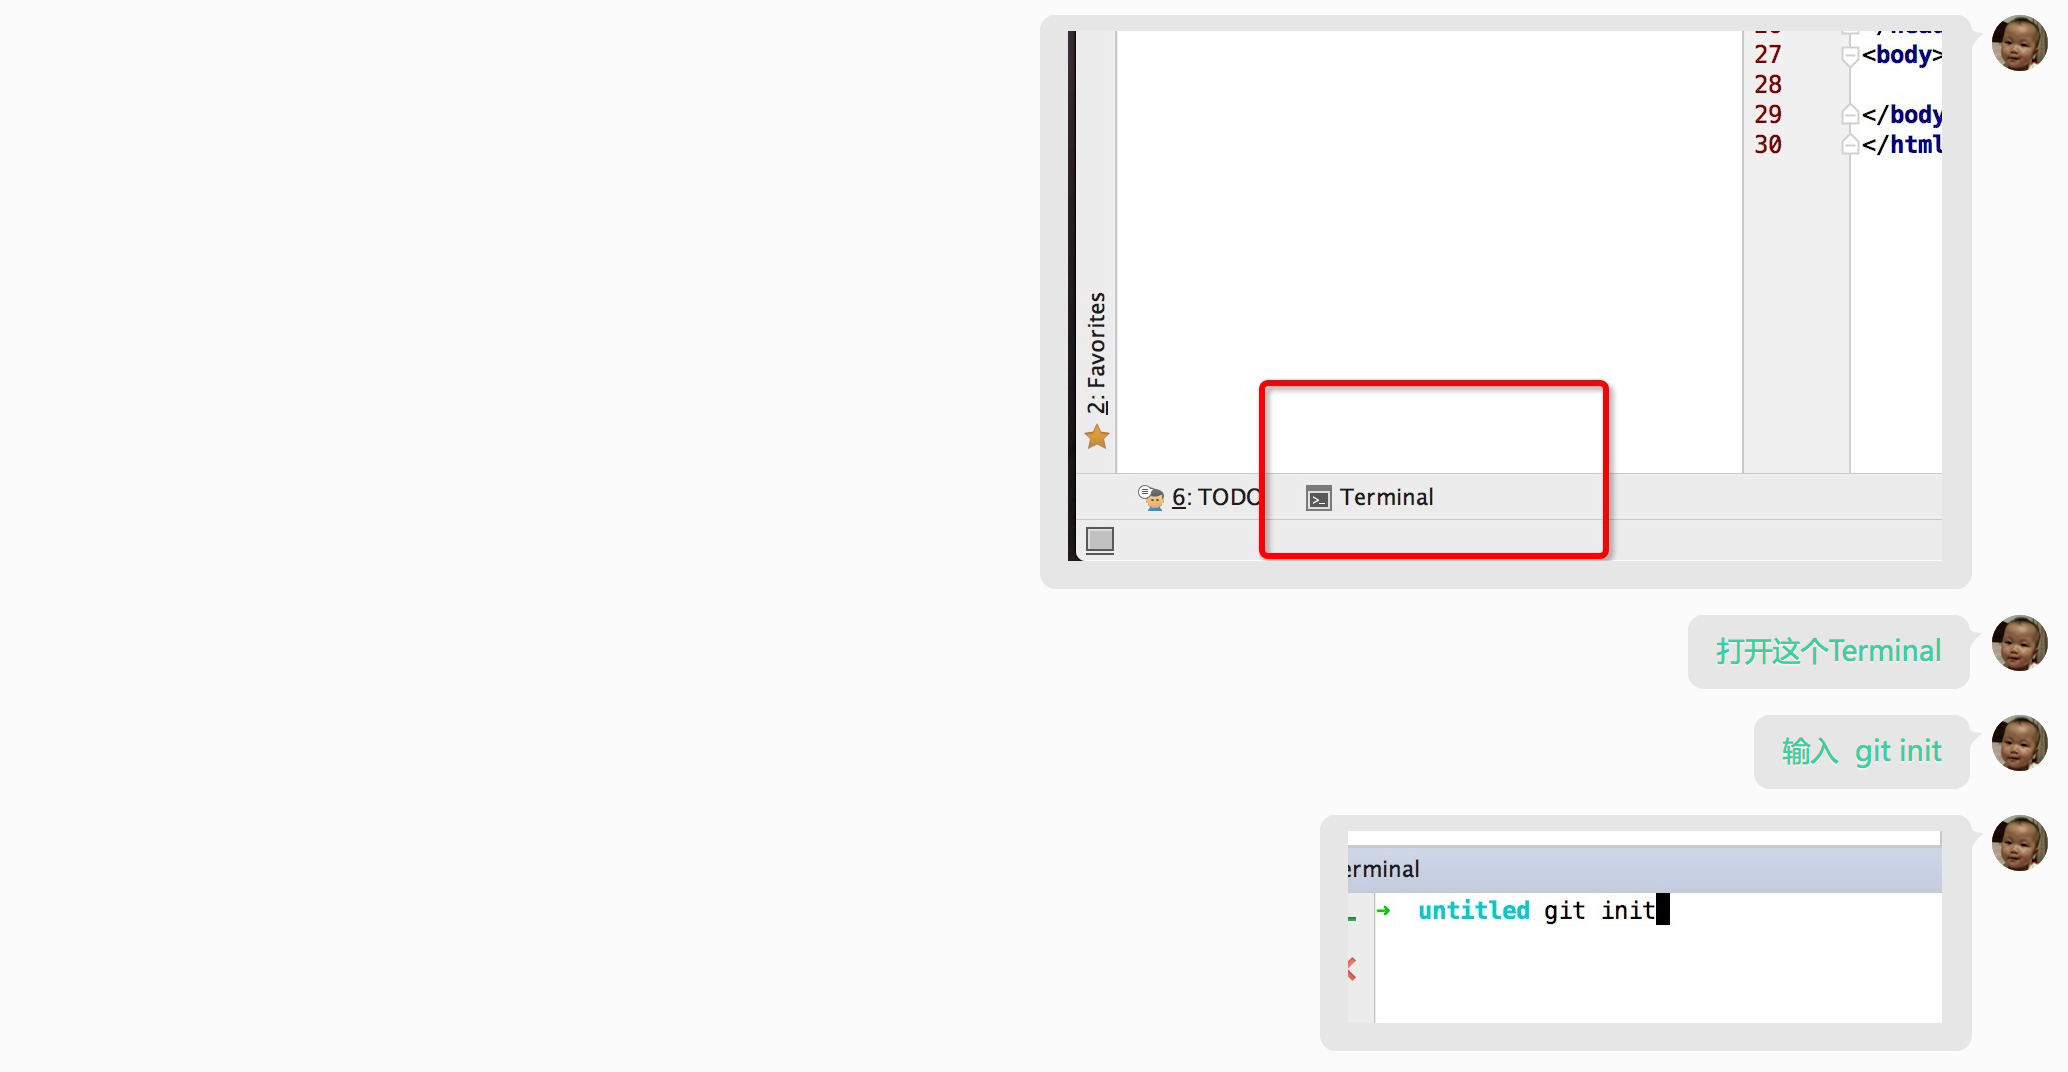 27 <body>
28
29 </body
30 </html
2: Favorites
6: TODO Terminal
打开这个Terminal
输入 git init
erminal
→ untitled git init